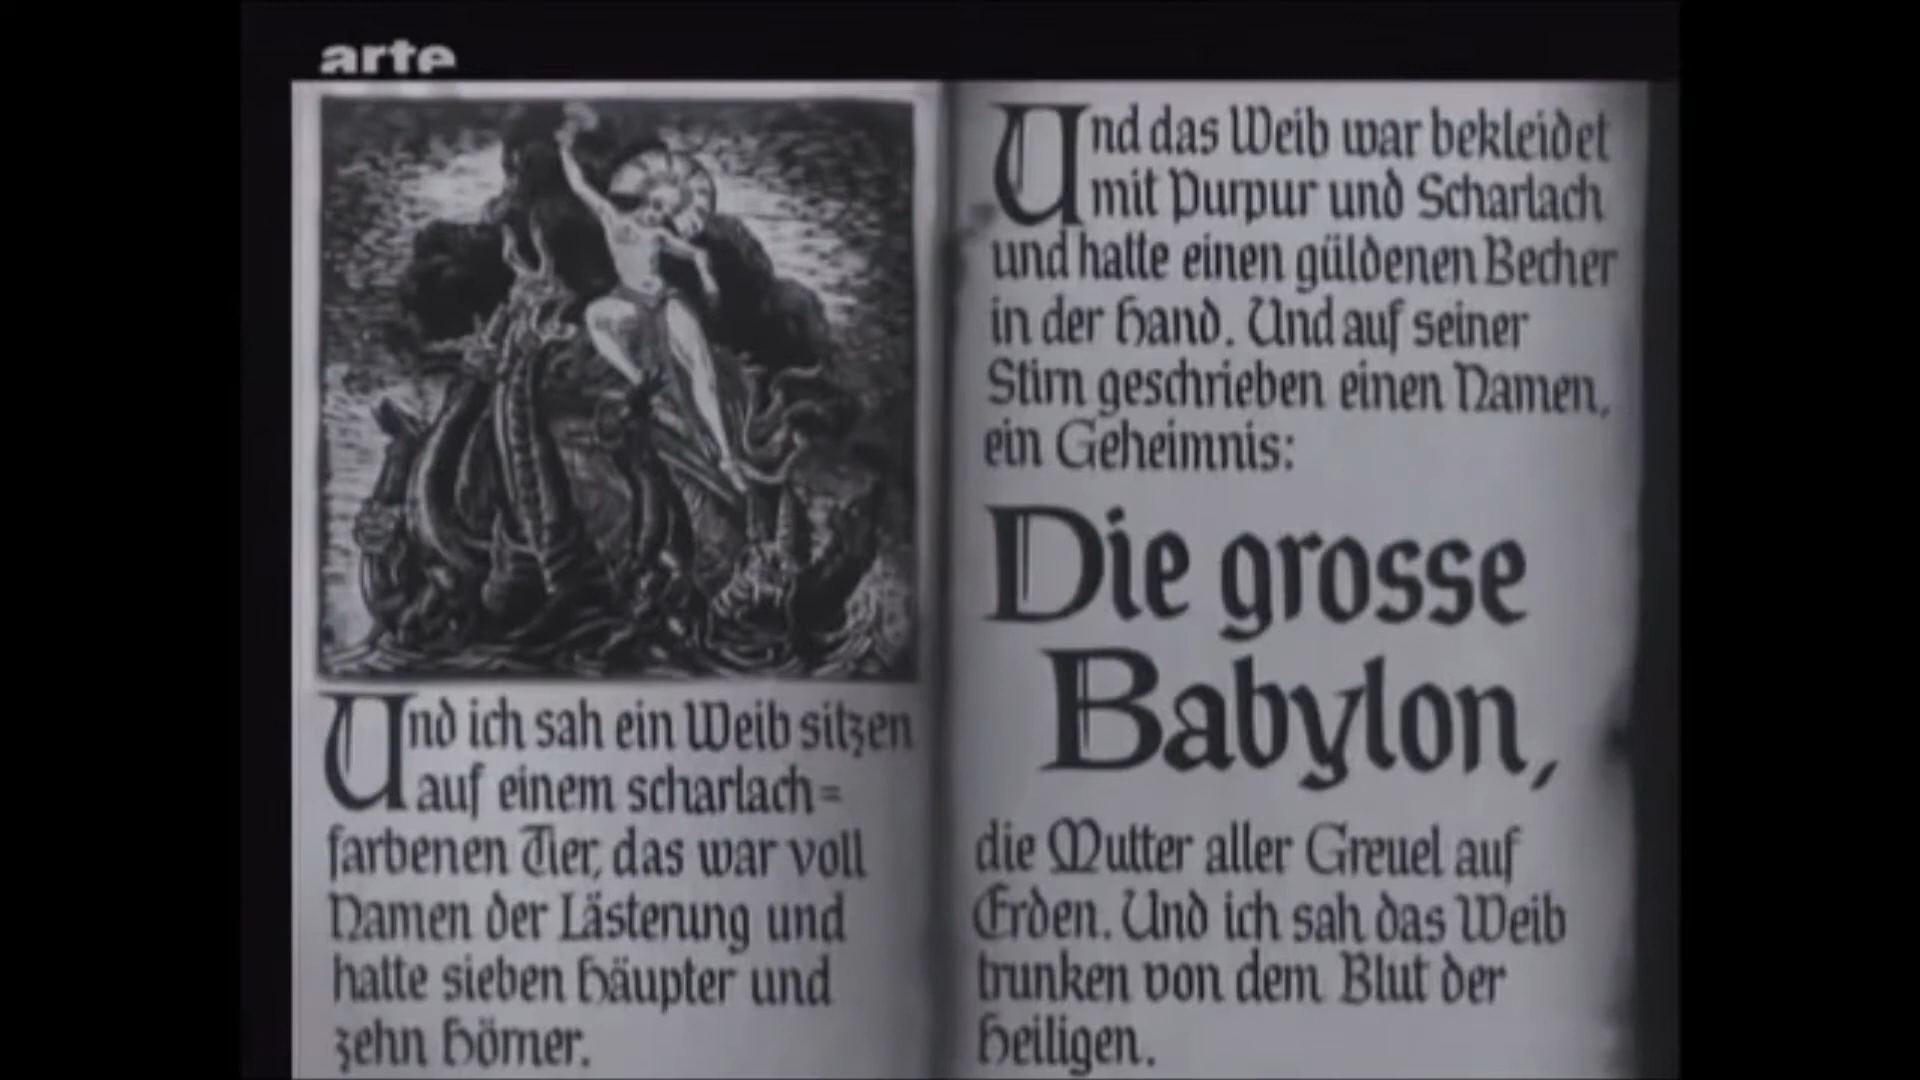 arte
Und ich sah ein Weib sitzen
auf einem scharlach=
farbenen Tier, das war voll
Namen der Lästerung und
hatte sieben Häupter und
zehn Hörner.
Und das Weib war bekleidet
mit Purpur und Scharlach
und hatte einen güldenen Becher
in der Hand. Und auf seiner
Stirn geschrieben einen Namen,
ein Geheimnis:
Die grosse
Babylon,
die Mutter aller Greuel auf
Erden. Und ich sah das Weib
trunken von dem Blut der
Heiligen.